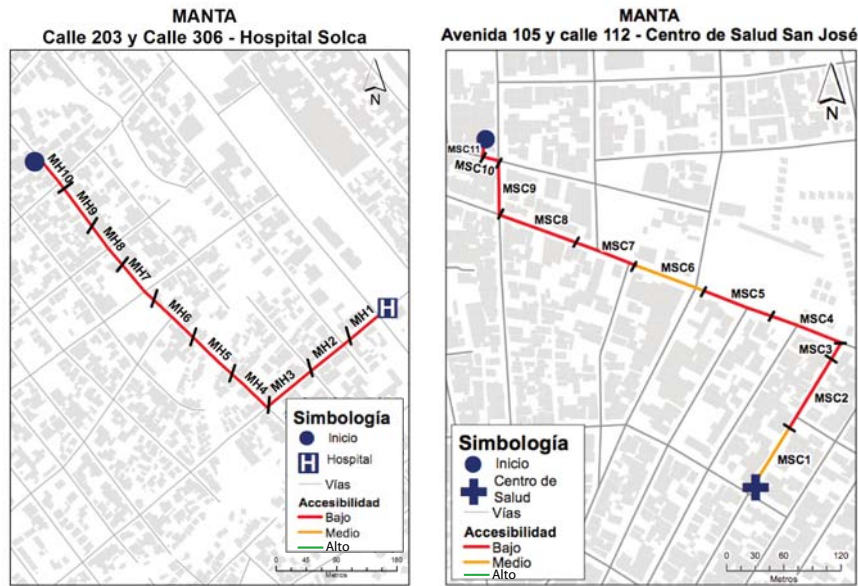 MANTA
Calle 203 y Calle 306 - Hospital Solca
N
MH10
MH9
MH8
MH7
MH6
MH5
MH4
MH3
MH2
MH1
H
Simbología
Inicio
H Hospital
Vías
Accesibilidad
Bajo
Medio
Alto
0 45 90 180
Metros
MANTA
Avenida 105 y calle 112 - Centro de Salud San José
N
MSC11
MSC10
MSC9
MSC8
MSC7
MSC6
MSC5
MSC4
MSC3
MSC2
MSC1
Simbología
Inicio
Centro de
Salud
Vías
Accesibilidad
Bajo
Medio
Alto
0 30 60 120
Metros